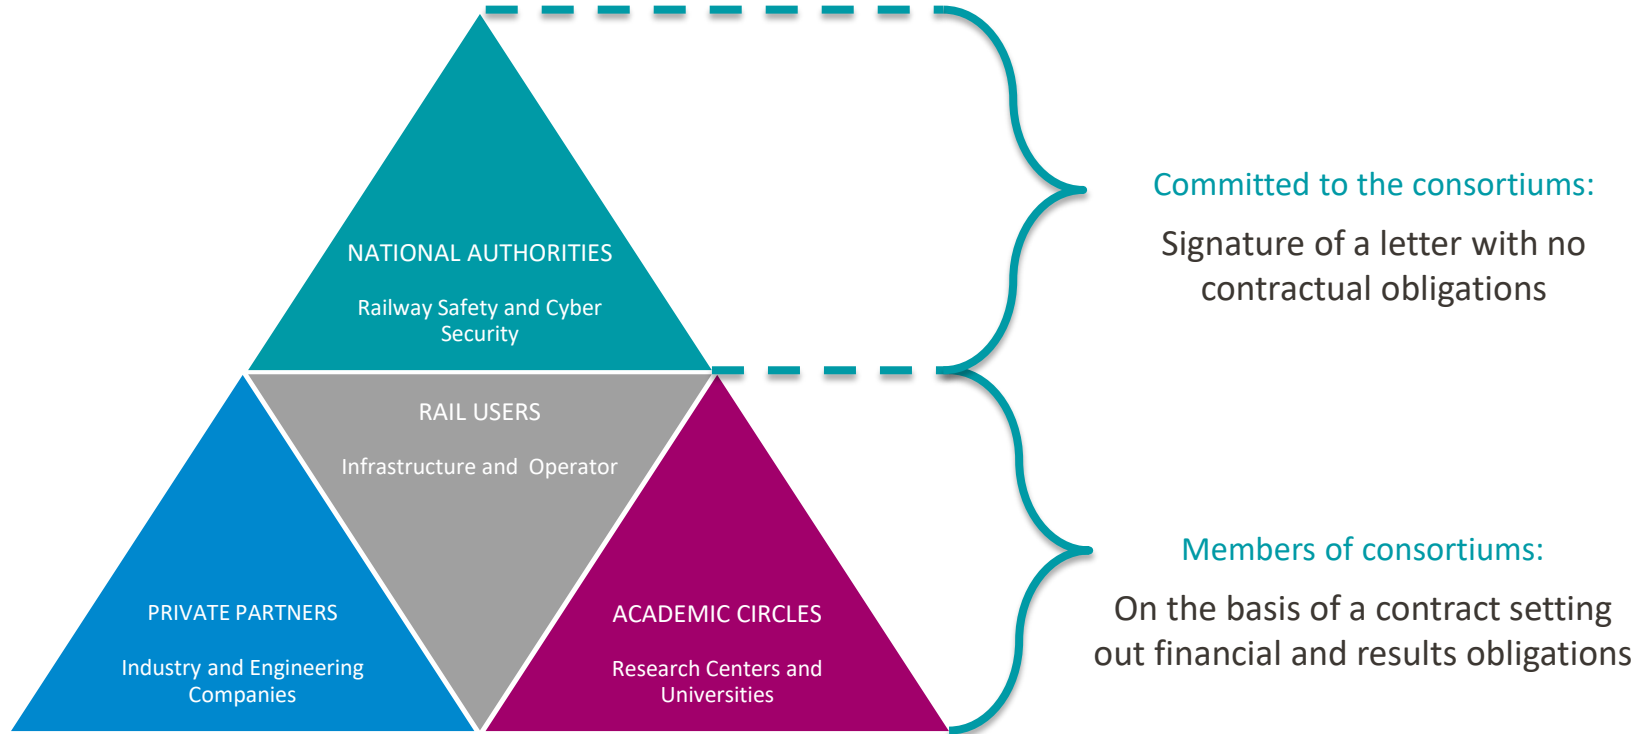 NATIONAL AUTHORITIES
Railway Safety and Cyber
Security
Committed to the consortiums:
Signature of a letter with no
contractual obligations
RAIL USERS
Infrastructure and Operator
PRIVATE PARTNERS
Industry and Engineering
Companies
ACADEMIC CIRCLES
Research Centers and
Universities
Members of consortiums:
On the basis of a contract setting
out financial and results obligations